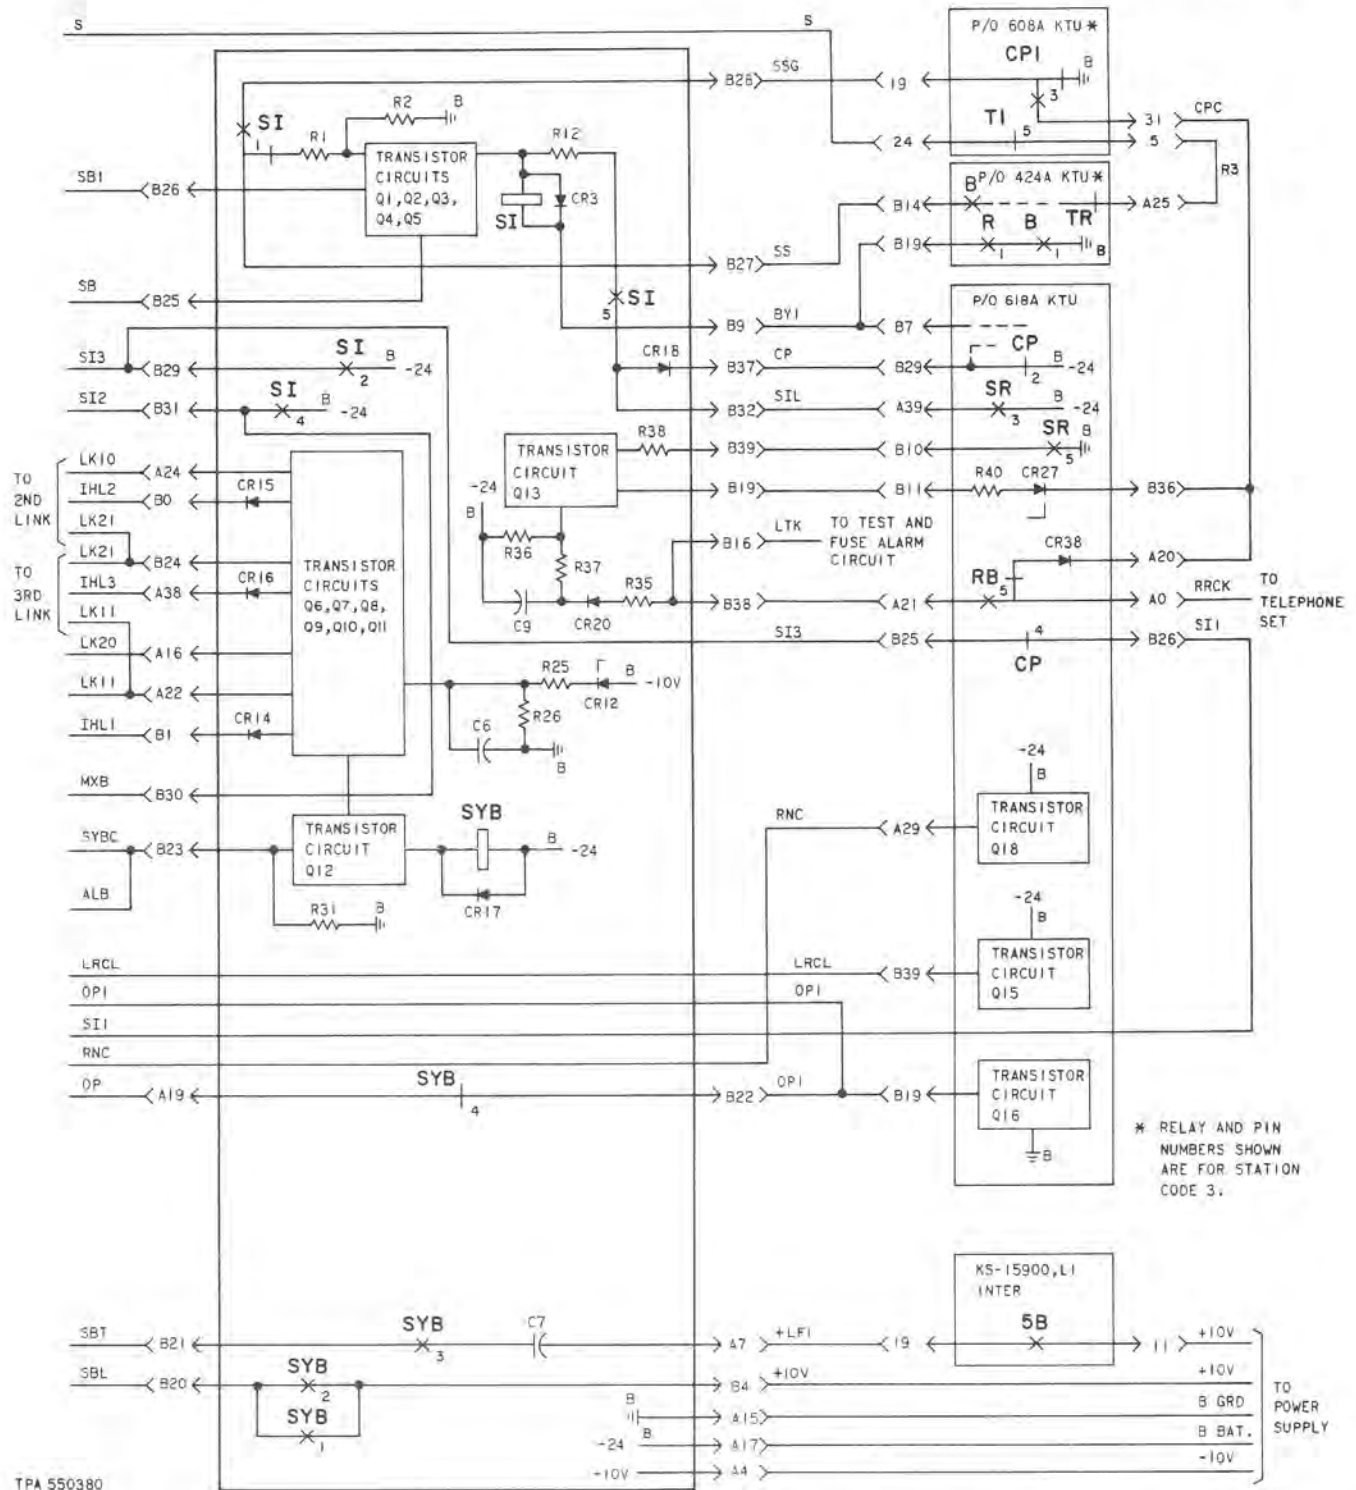 S
S
P/O 608A KTU *
CPI
B
SSG
B28
19
3
CPC
31
TI
5
24
5
R2
B
SI
R1
1
R12
TRANSISTOR
CIRCUITS
Q1,Q2,Q3,
Q4,Q5
SB1
B26
CR3
SI
R3
P/O 424A KTU*
B
B14
TR
A25
R
B
B19
1
1
B
SS
B27
SB
B25
SI
5
P/O 618A KTU
BY1
B9
B7
SI3
B29
SI
2
B
-24
CR18
CP
B37
B29
CP
2
B
-24
SI2
B31
SI
4
B
-24
SIL
B32
A39
SR
3
B
-24
TRANSISTOR
CIRCUIT
Q13
R38
B39
B10
SR
5
B
TO
2ND
LINK
LK10
A24
IHL2
B0
CR15
LK21
-24
B
B19
B11
R40
CR27
B36
R36
R37
B16
LTK
TO TEST AND
FUSE ALARM
CIRCUIT
TO
3RD
LINK
LK21
B24
IHL3
A38
CR16
LK11
TRANSISTOR
CIRCUITS
Q6,Q7,Q8,
Q9,Q10,Q11
CR38
A20
C9
CR20
R35
B38
A21
RB
5
A0
RRCK
TO
TELEPHONE
SET
SI3
B25
4
CP
B26
SI1
LK20
A16
LK11
A22
R25
CR12
B
-10V
R26
C6
B
IHL1
B1
CR14
MXB
B30
-24
B
TRANSISTOR
CIRCUIT
Q18
RNC
A29
SYBC
B23
TRANSISTOR
CIRCUIT
Q12
SYB
B
-24
CR17
ALB
R31
B
-24
B
TRANSISTOR
CIRCUIT
Q15
LRCL
LRCL
B39
OP1
OP1
SI1
RNC
OP
A19
SYB
4
B22
OP1
B19
TRANSISTOR
CIRCUIT
Q16
B
* RELAY AND PIN
NUMBERS SHOWN
ARE FOR STATION
CODE 3.
KS-15900,L1
INTER
SBT
B21
SYB
3
C7
A7
+LF1
19
5B
11
+10V
SBL
B20
SYB
2
B4
+10V
+10V
SYB
1
B
A15
B GRD
-24
B
A17
B BAT.
-10V
A4
-10V
TO
POWER
SUPPLY
TPA 550380